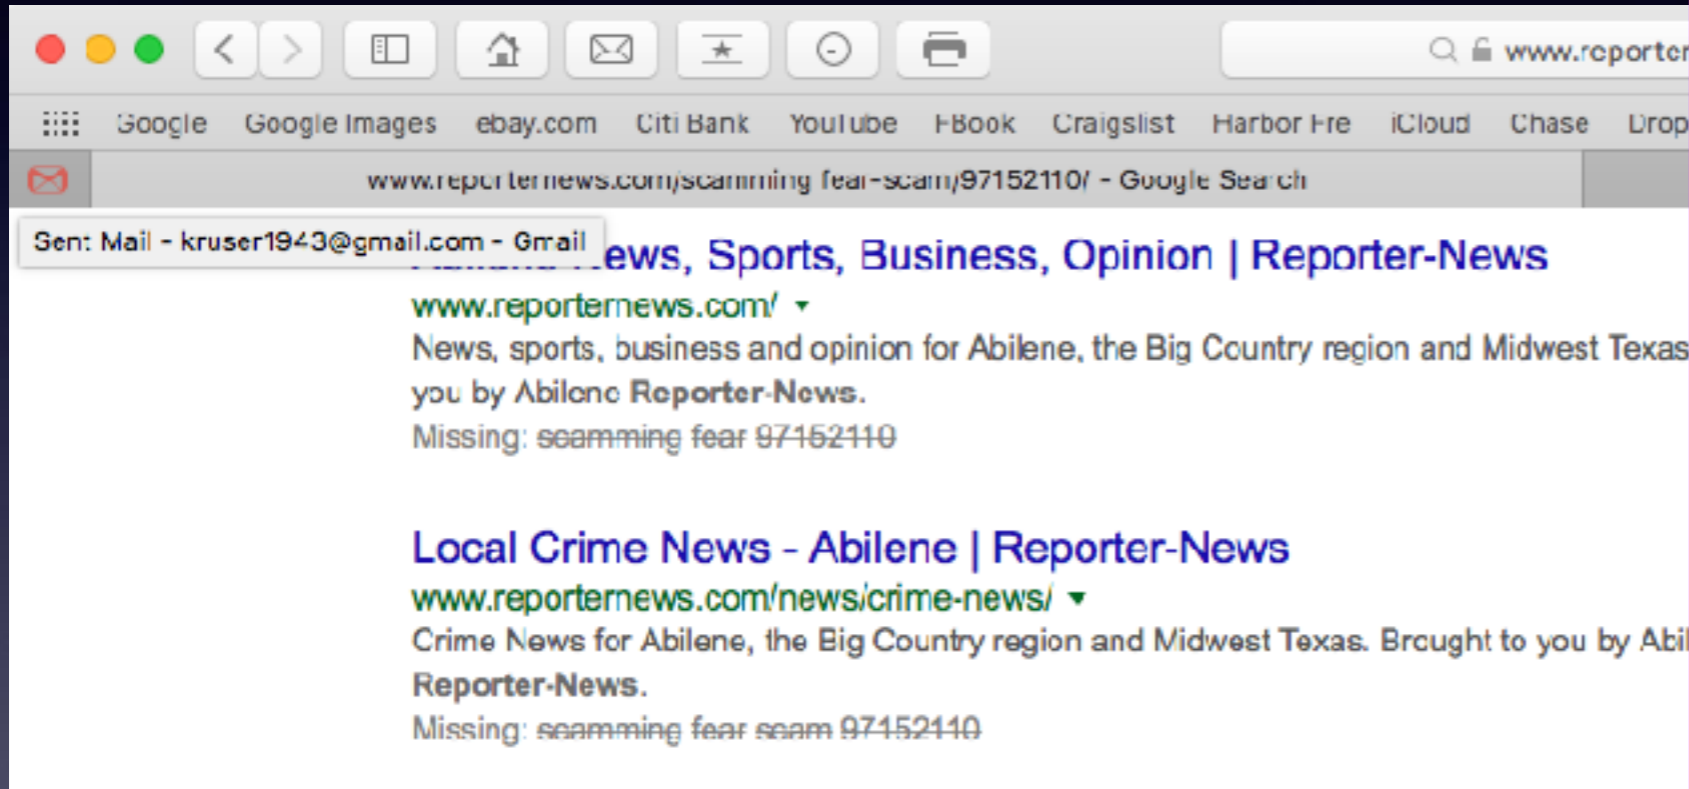 www.reporter
Google Google Images ebay.com Citi Bank YouTube FBook Craigslist Harbor Fre iCloud Chase Drop
www.reporternews.com/scamming fear-scam/97152110/ - Google Search
Sent Mail - kruser1943@gmail.com - Gmail
ews, Sports, Business, Opinion | Reporter-News
www.reporternews.com/
News, sports, business and opinion for Abilene, the Big Country region and Midwest Texas
you by Abilene Reporter-News.
Missing: scamming fear 97152110
Local Crime News - Abilene | Reporter-News
www.reporternews.com/news/crime-news/
Crime News for Abilene, the Big Country region and Midwest Texas. Brought to you by Abil
Reporter-News.
Missing: scamming fear scam 97152110